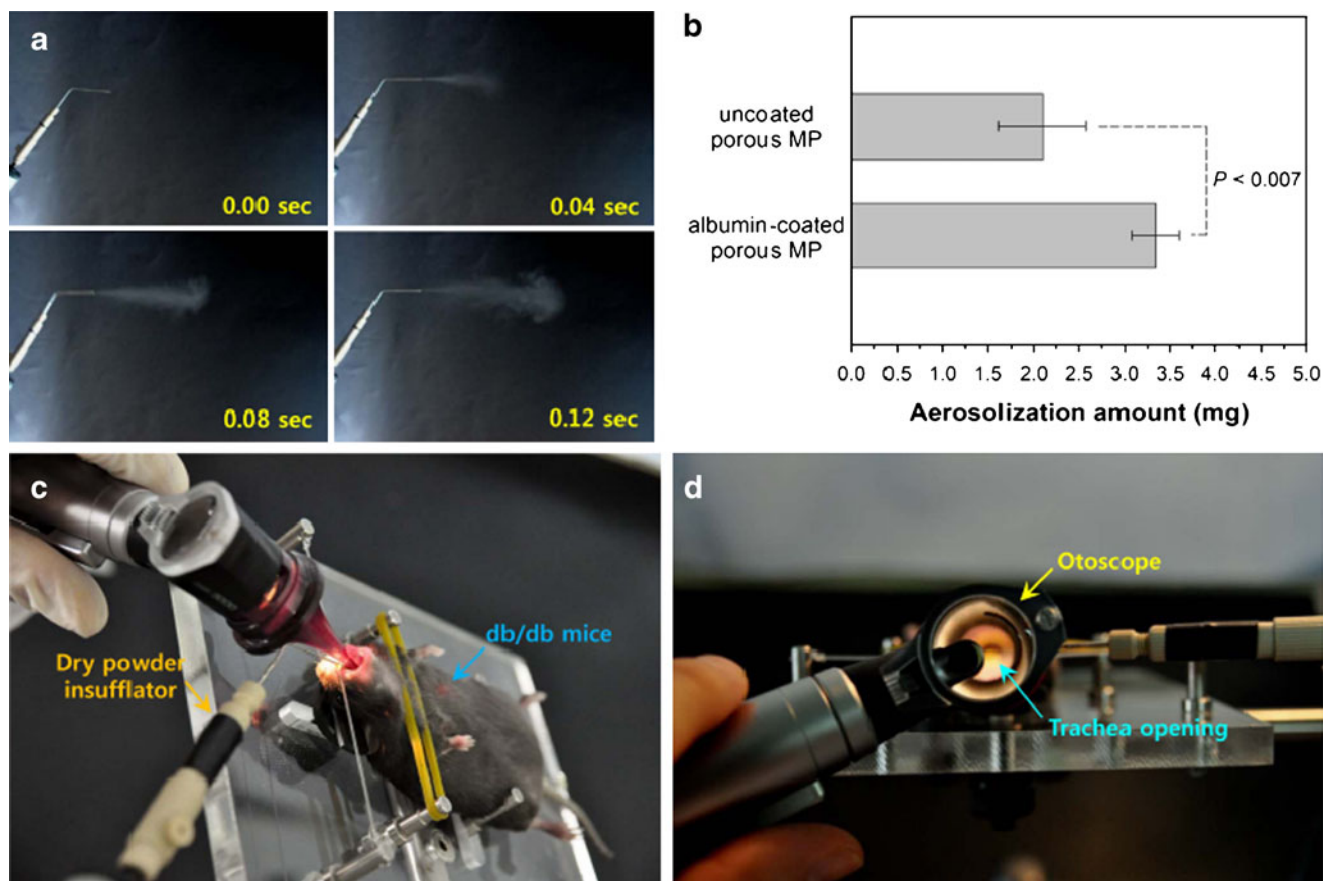 a
0.00 sec
0.04 sec
0.08 sec
0.12 sec
b
uncoated
porous MP
albumin-coated
porous MP
P < 0.007
0.0 0.5 1.0 1.5 2.0 2.5 3.0 3.5 4.0 4.5 5.0
Aerosolization amount (mg)
c
Dry powder
insufflator
db/db mice
d
Otoscope
Trachea opening